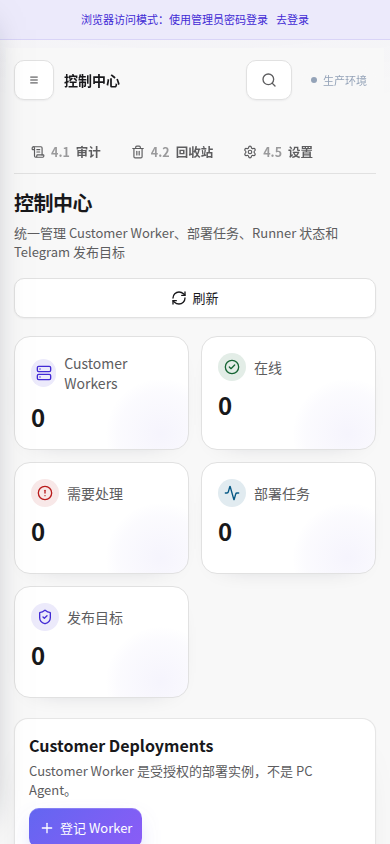 浏览器访问模式：使用管理员密码登录 去登录
控制中心
生产环境
4.1 审计 4.2 回收站 4.5 设置
控制中心
统一管理 Customer Worker、部署任务、Runner 状态和
Telegram 发布目标
刷新
Customer
Workers
0
在线
0
需要处理
0
部署任务
0
发布目标
0
Customer Deployments
Customer Worker 是受授权的部署实例，不是 PC
Agent。
登记 Worker